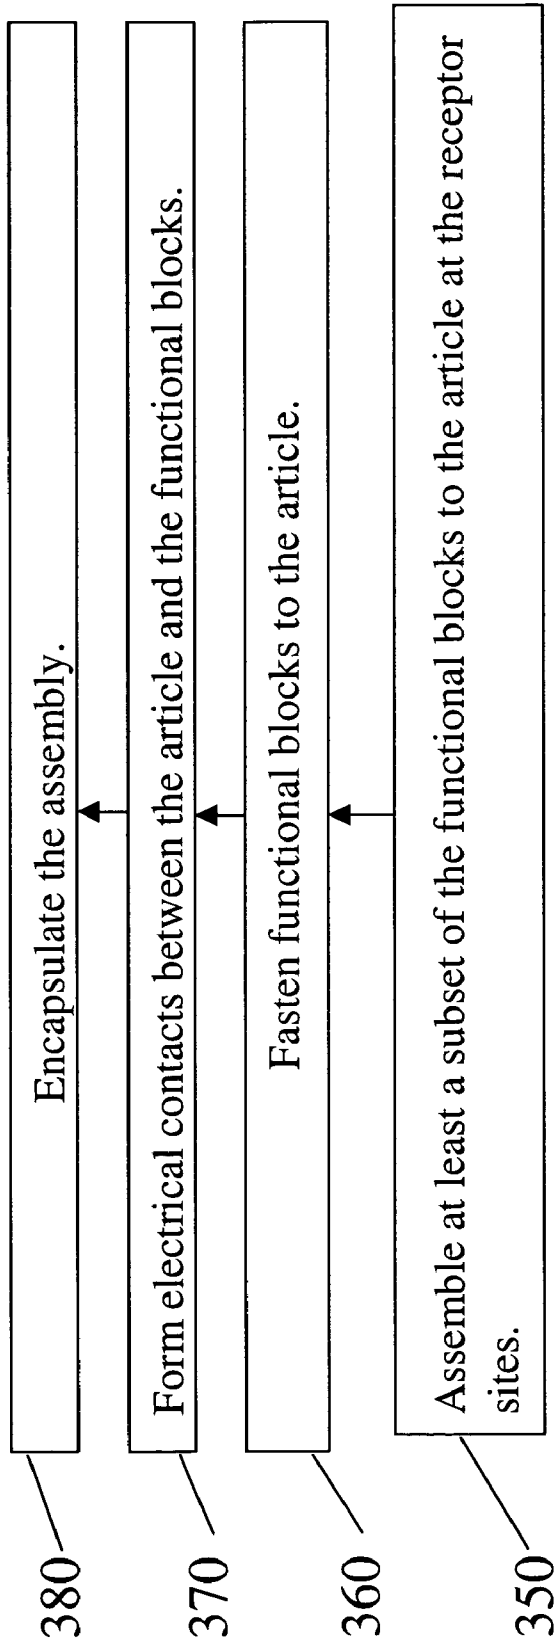 380
Encapsulate the assembly.
370
Form electrical contacts between the article and the functional blocks.
360
Fasten functional blocks to the article.
350
Assemble at least a subset of the functional blocks to the article at the receptor
sites.